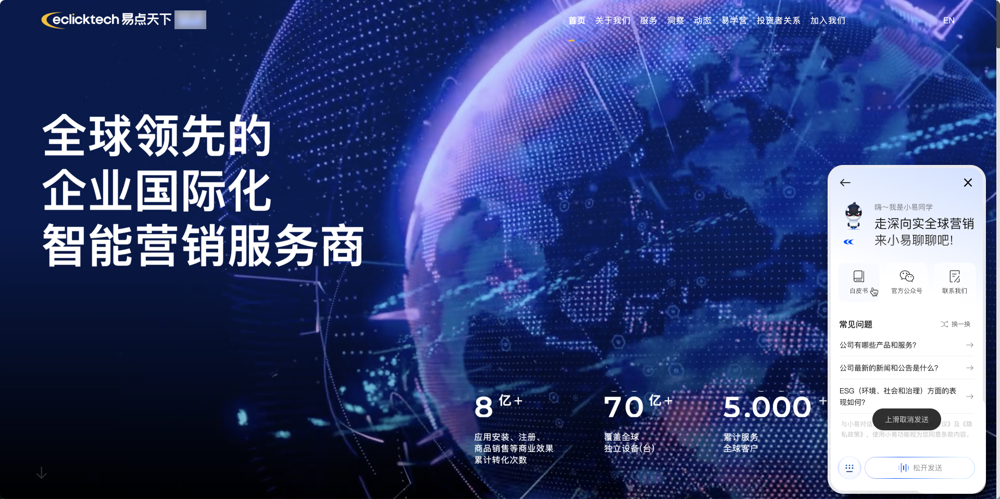 eclicktech 易点天下
首页 关于我们 服务 洞察 动态 易学营 投资者关系 加入我们 EN
全球领先的
企业国际化
智能营销服务商
8 亿+
应用安装、注册、
商品销售等商业效果
累计转化次数
70 亿+
覆盖全球
独立设备(台)
5.000 +
累计服务
全球客户
嗨～我是小易同学
走深向实全球营销
来小易聊聊吧!
白皮书 官方公众号 联系我们
常见问题 换一换
公司有哪些产品和服务?
公司最新的新闻和公告是什么?
ESG（环境、社会和治理）方面的表
现如何?
上滑取消发送
与小易对话 议》及《隐
私政策》，使用小易功能视为您同意条款内容。
松开发送